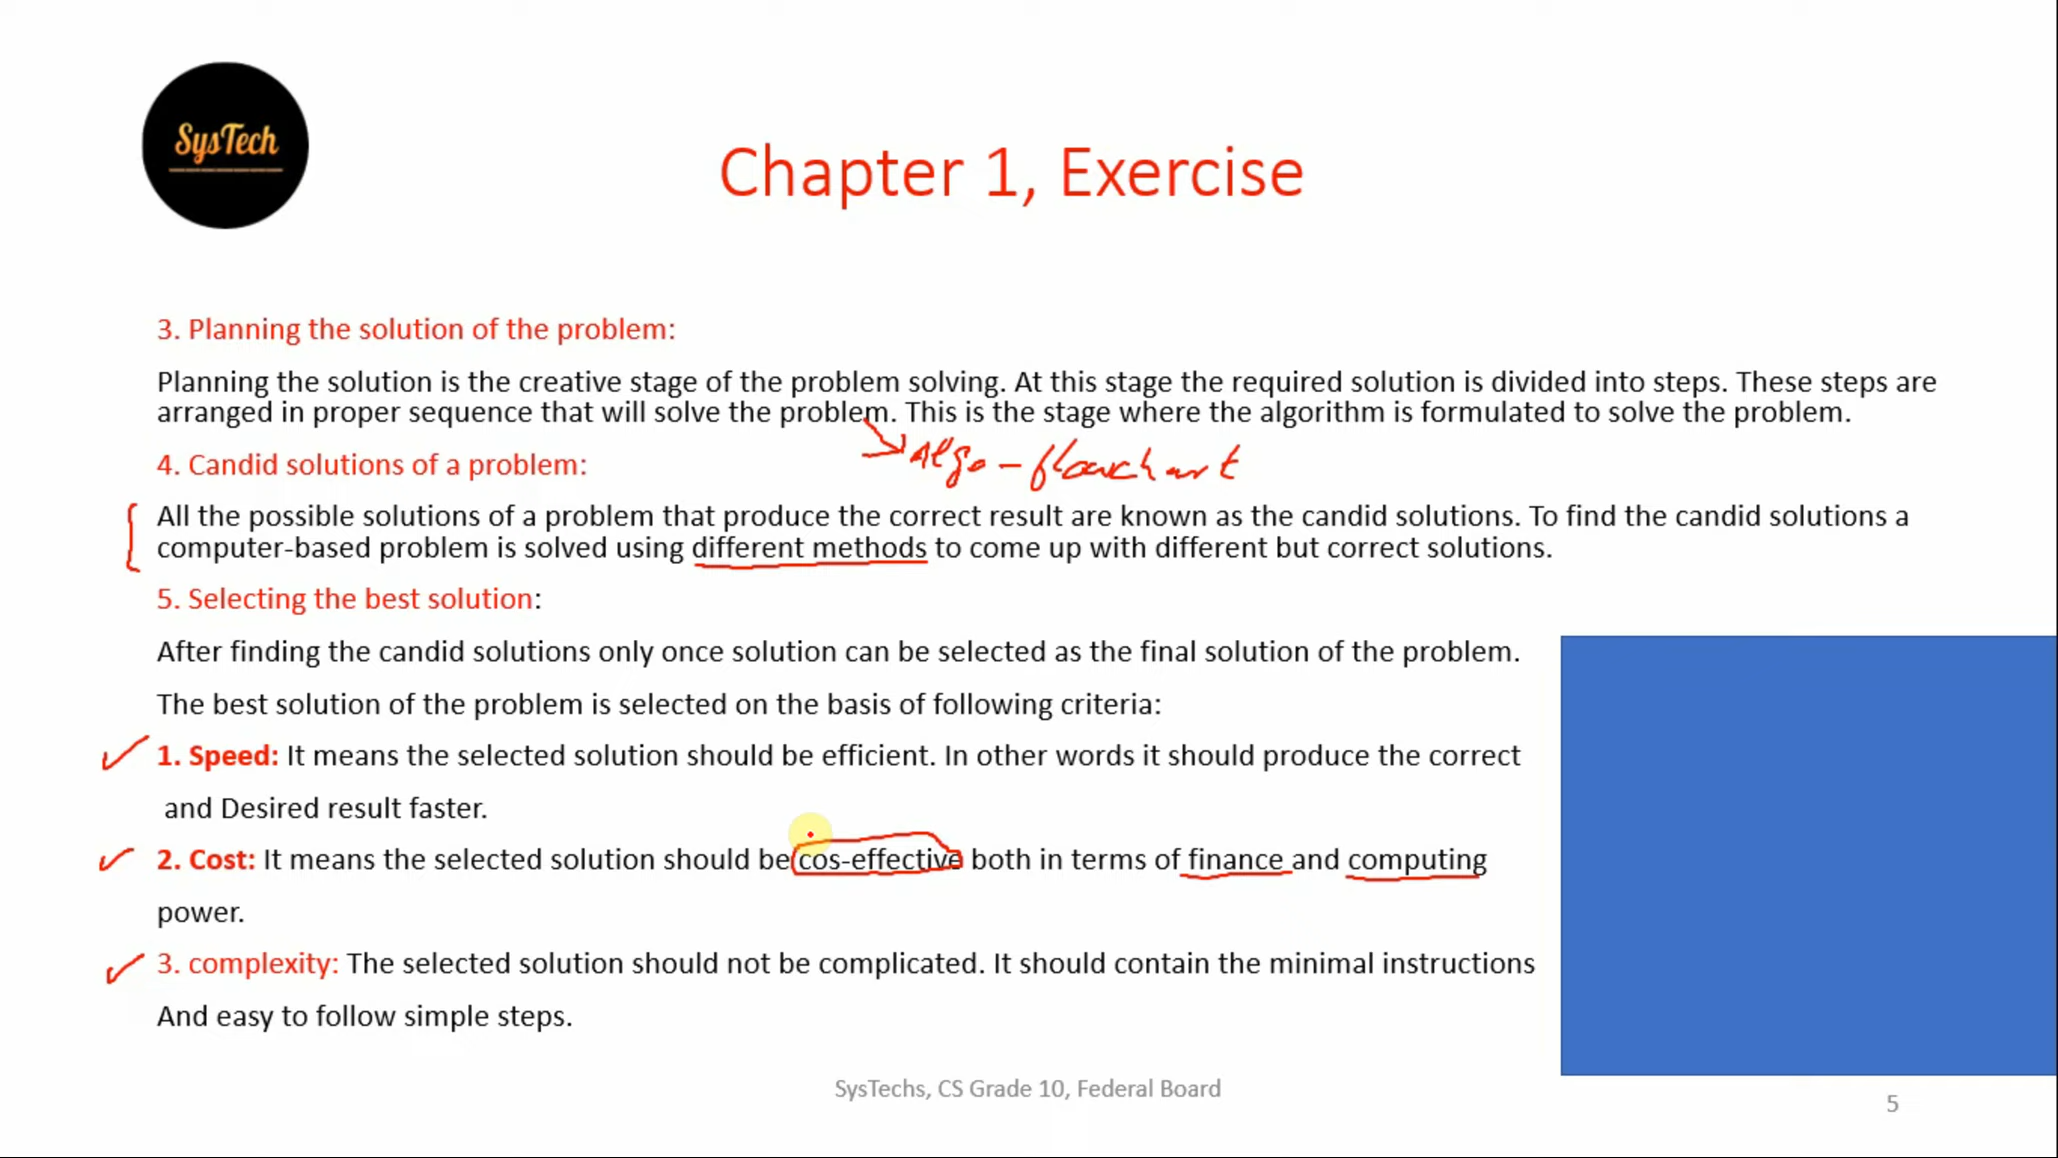 SysTech
Chapter 1, Exercise
3. Planning the solution of the problem:
Planning the solution is the creative stage of the problem solving. At this stage the required solution is divided into steps. These steps are
arranged in proper sequence that will solve the problem. This is the stage where the algorithm is formulated to solve the problem.
Algo - flowchart
4. Candid solutions of a problem:
All the possible solutions of a problem that produce the correct result are known as the candid solutions. To find the candid solutions a
computer-based problem is solved using different methods to come up with different but correct solutions.
5. Selecting the best solution:
After finding the candid solutions only once solution can be selected as the final solution of the problem.
The best solution of the problem is selected on the basis of following criteria:
1. Speed: It means the selected solution should be efficient. In other words it should produce the correct
and Desired result faster.
2. Cost: It means the selected solution should be cos-effective both in terms of finance and computing
power.
3. complexity: The selected solution should not be complicated. It should contain the minimal instructions
And easy to follow simple steps.
SysTechs, CS Grade 10, Federal Board
5